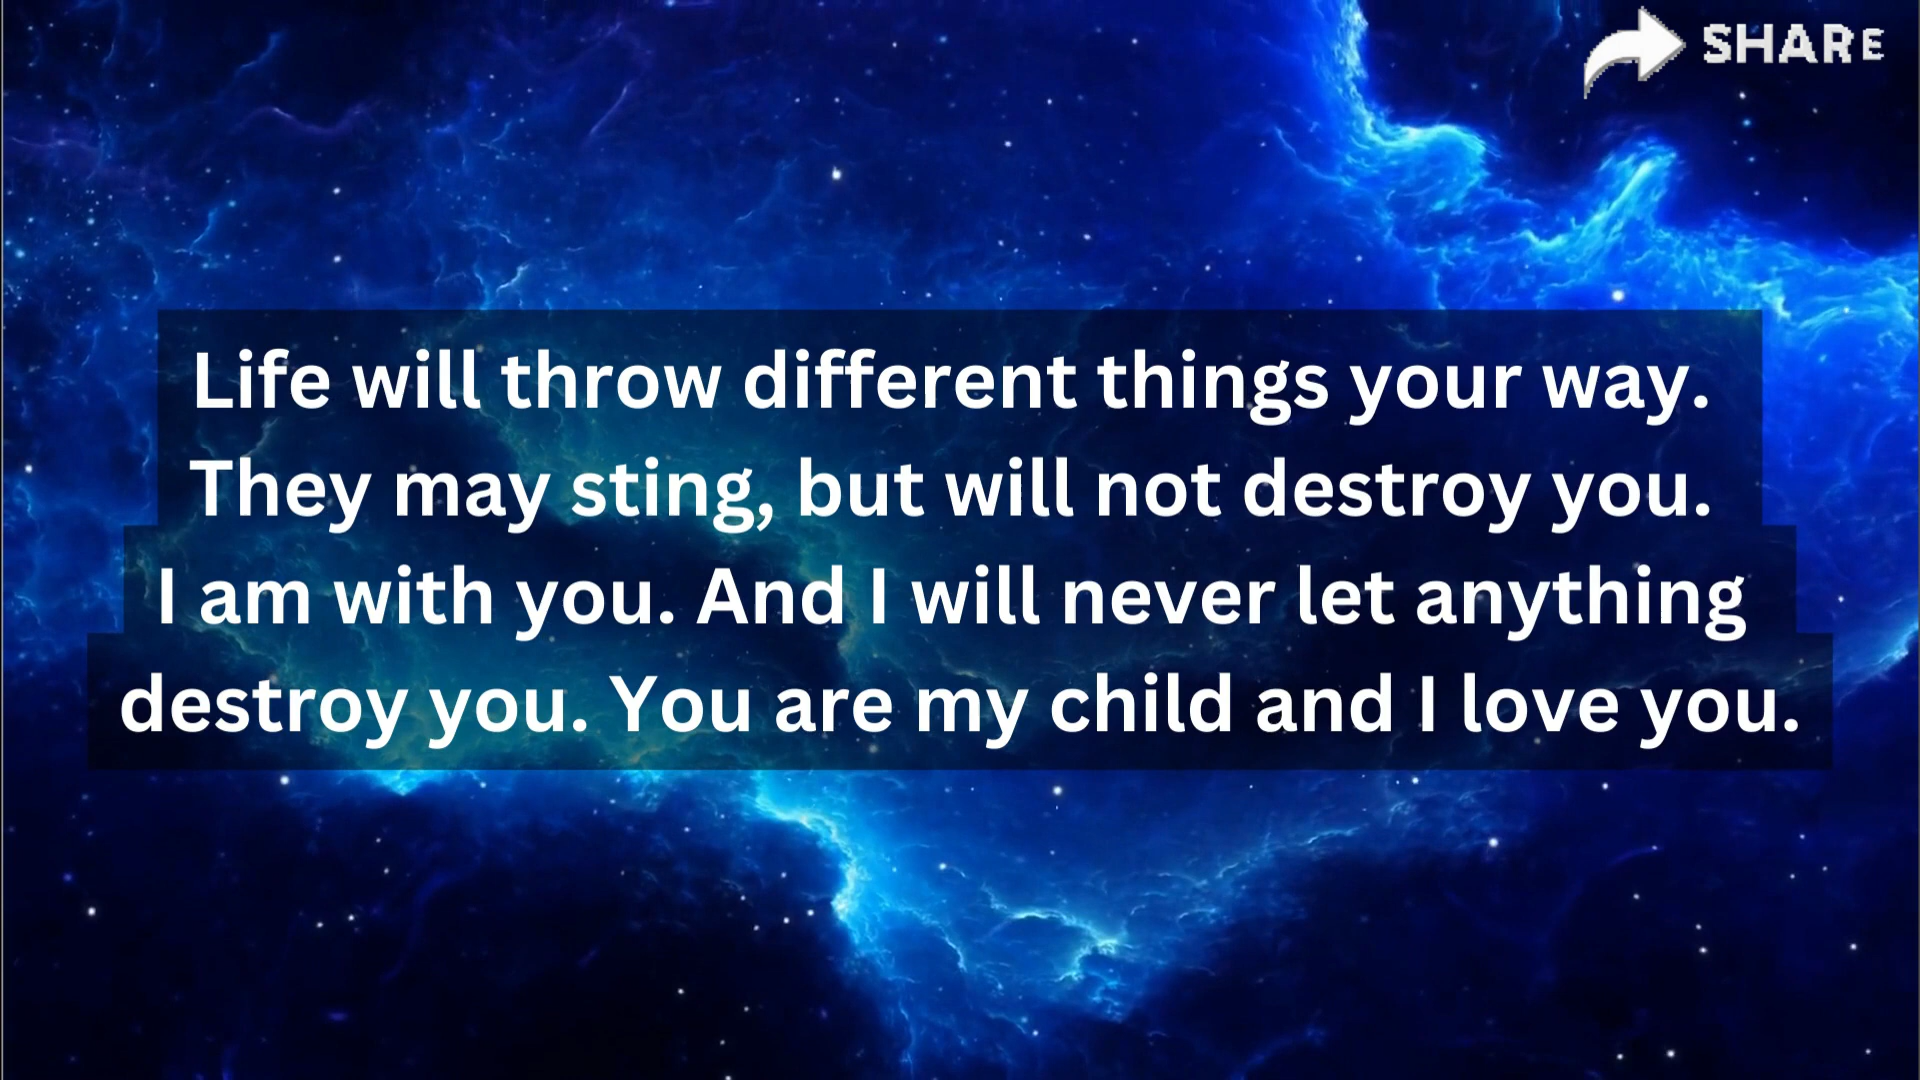 SHARE
Life will throw different things your way.
They may sting, but will not destroy you.
I am with you. And I will never let anything
destroy you. You are my child and I love you.